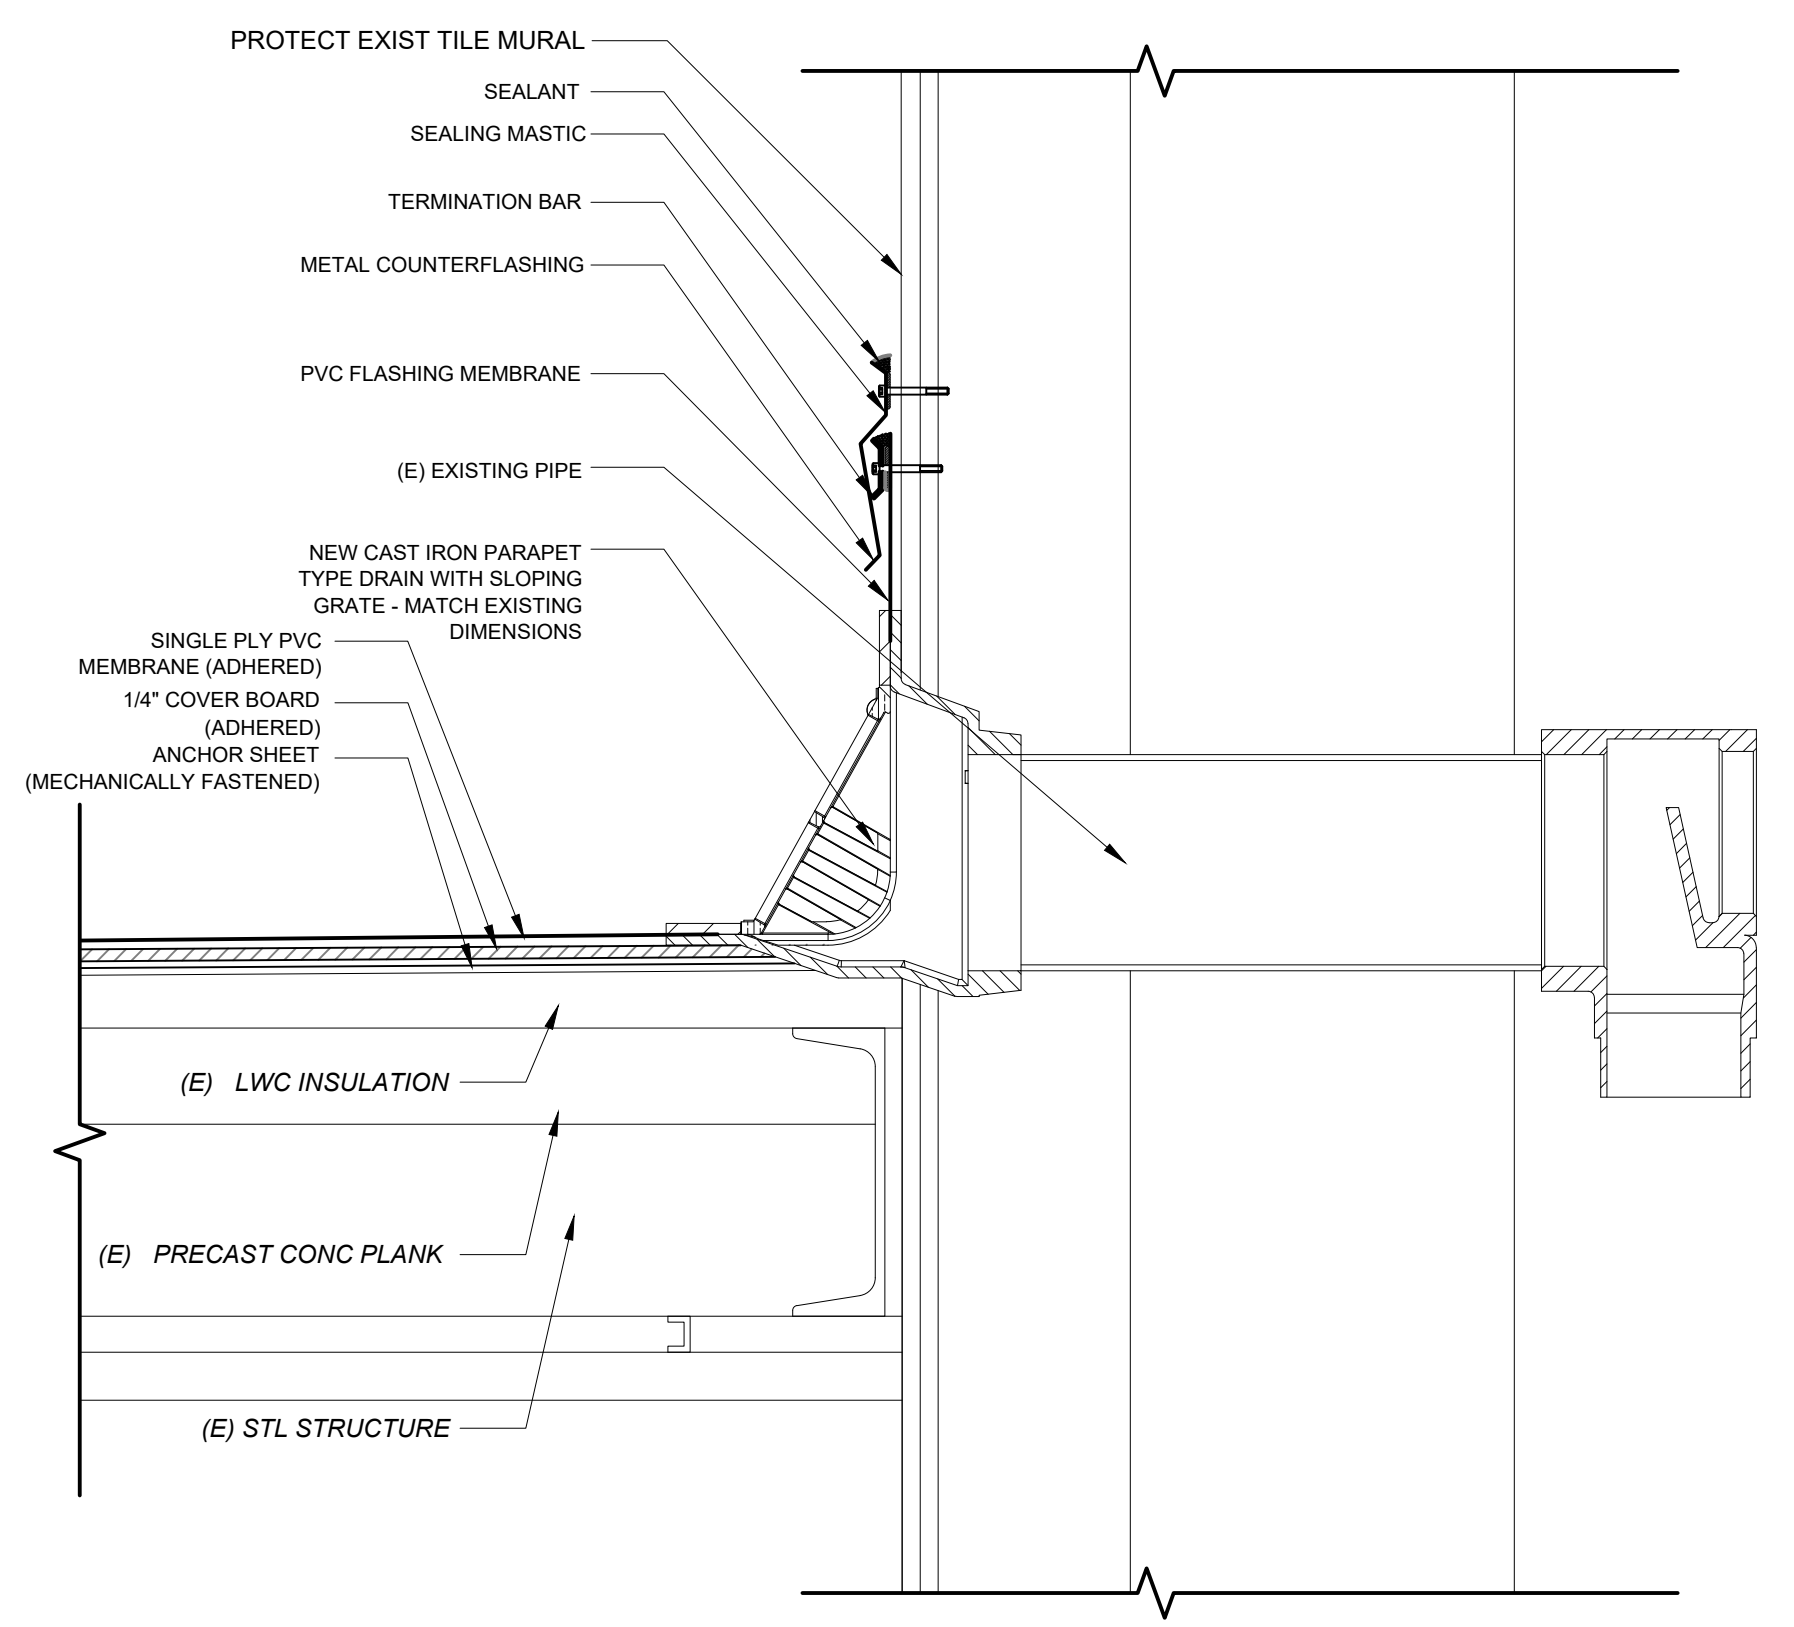 PROTECT EXIST TILE MURAL
SEALANT
SEALING MASTIC
TERMINATION BAR
METAL COUNTERFLASHING
PVC FLASHING MEMBRANE
(E) EXISTING PIPE
NEW CAST IRON PARAPET
TYPE DRAIN WITH SLOPING
GRATE - MATCH EXISTING
DIMENSIONS
SINGLE PLY PVC
MEMBRANE (ADHERED)
1/4" COVER BOARD
(ADHERED)
ANCHOR SHEET
(MECHANICALLY FASTENED)
(E) LWC INSULATION
(E) PRECAST CONC PLANK
(E) STL STRUCTURE